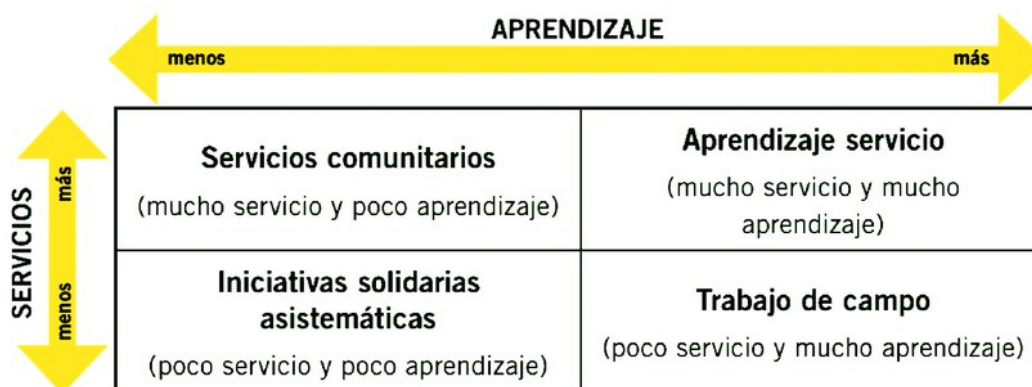 APRENDIZAJE
menos
más
SERVICIOS
más
menos
Servicios comunitarios
(mucho servicio y poco aprendizaje)
Aprendizaje servicio
(mucho servicio y mucho
aprendizaje)
Iniciativas solidarias
asistemáticas
(poco servicio y poco aprendizaje)
Trabajo de campo
(poco servicio y mucho aprendizaje)